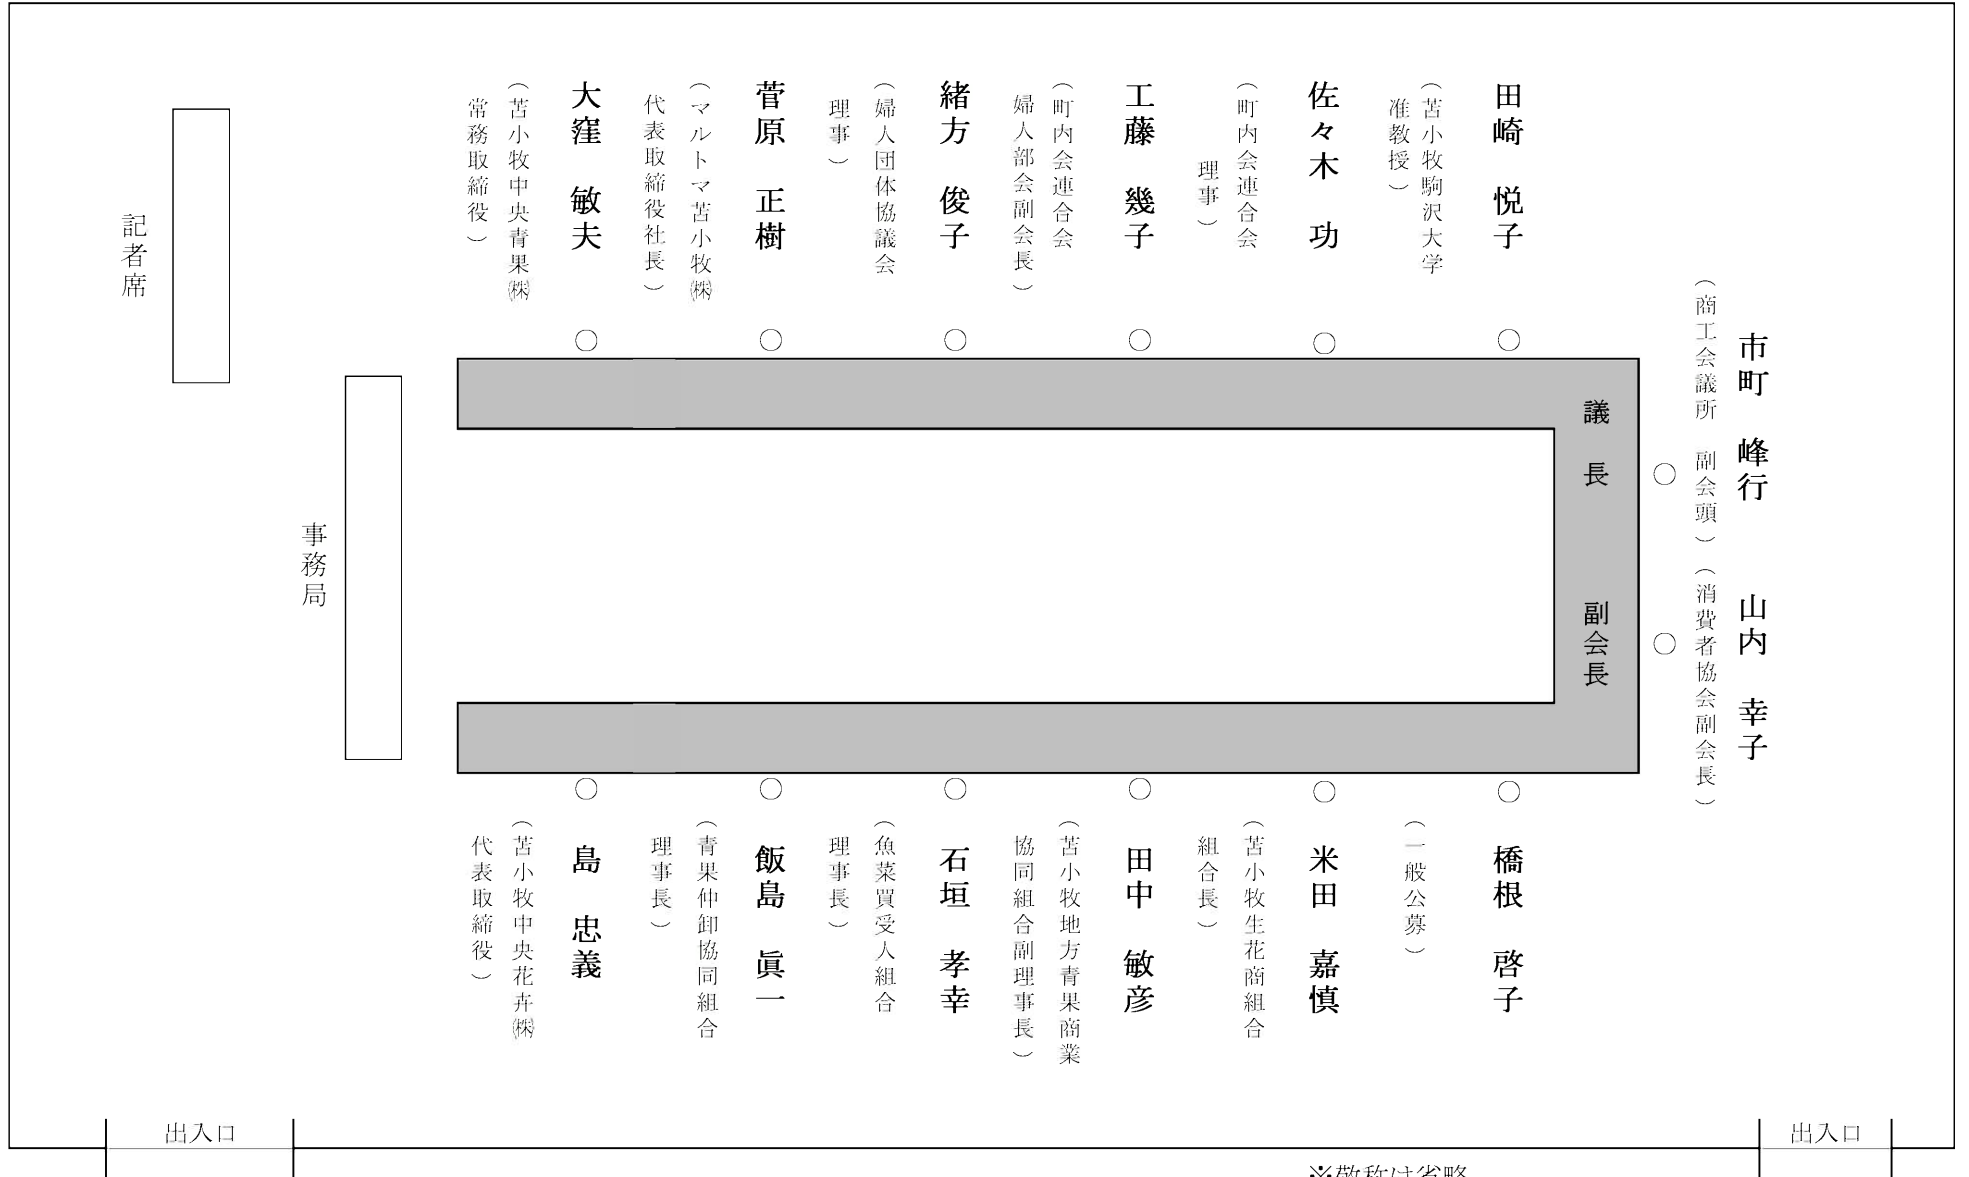 市町　峰行
（商工会議所　副会頭）
山内　幸子
（消費者協会副会長）
議長
副会長
田崎　悦子
（苫小牧駒沢大学
准教授）
佐々木　功
（町内会連合会
理事）
工藤　幾子
（町内会連合会
婦人部会副会長）
緒方　俊子
（婦人団体協議会
理事）
菅原　正樹
（マルトマ苫小牧㈱
代表取締役社長）
大窪　敏夫
（苫小牧中央青果㈱
常務取締役）
橋根　啓子
（一般公募）
米田　嘉慎
（苫小牧生花商組合
組合長）
田中　敏彦
（苫小牧地方青果商業
協同組合副理事長）
石垣　孝幸
（魚菜買受人組合
理事長）
飯島　眞一
（青果仲卸協同組合
理事長）
島　忠義
（苫小牧中央花卉㈱
代表取締役）
事務局
記者席
出入口
出入口
※敬称は省略